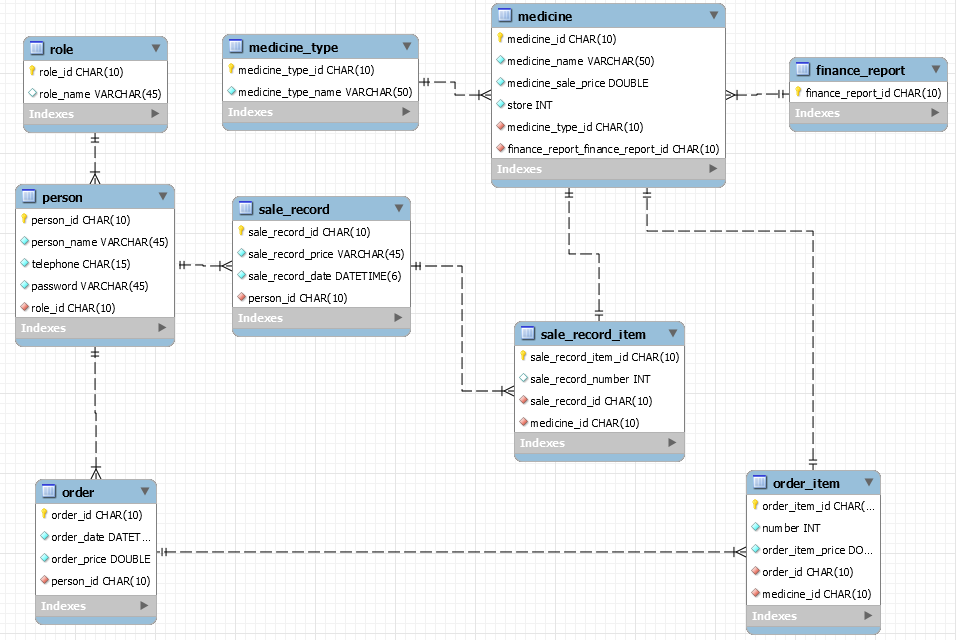 role
role_id CHAR(10)
role_name VARCHAR(45)
Indexes
medicine_type
medicine_type_id CHAR(10)
medicine_type_name VARCHAR(50)
Indexes
medicine
medicine_id CHAR(10)
medicine_name VARCHAR(50)
medicine_sale_price DOUBLE
store INT
medicine_type_id CHAR(10)
finance_report_finance_report_id CHAR(10)
Indexes
finance_report
finance_report_id CHAR(10)
Indexes
person
person_id CHAR(10)
person_name VARCHAR(45)
telephone CHAR(15)
password VARCHAR(45)
role_id CHAR(10)
Indexes
sale_record
sale_record_id CHAR(10)
sale_record_price VARCHAR(45)
sale_record_date DATETIME(6)
person_id CHAR(10)
Indexes
sale_record_item
sale_record_item_id CHAR(10)
sale_record_number INT
sale_record_id CHAR(10)
medicine_id CHAR(10)
Indexes
order
order_id CHAR(10)
order_date DATET...
order_price DOUBLE
person_id CHAR(10)
Indexes
order_item
order_item_id CHAR(...
number INT
order_item_price DO...
order_id CHAR(10)
medicine_id CHAR(10)
Indexes